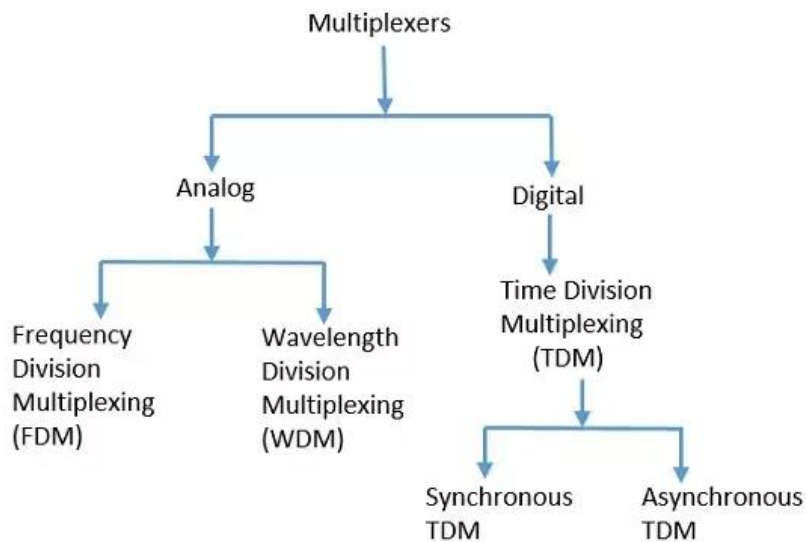 Multiplexers
Analog
Digital
Frequency
Division
Multiplexing
(FDM)
Wavelength
Division
Multiplexing
(WDM)
Time Division
Multiplexing
(TDM)
Synchronous
TDM
Asynchronous
TDM